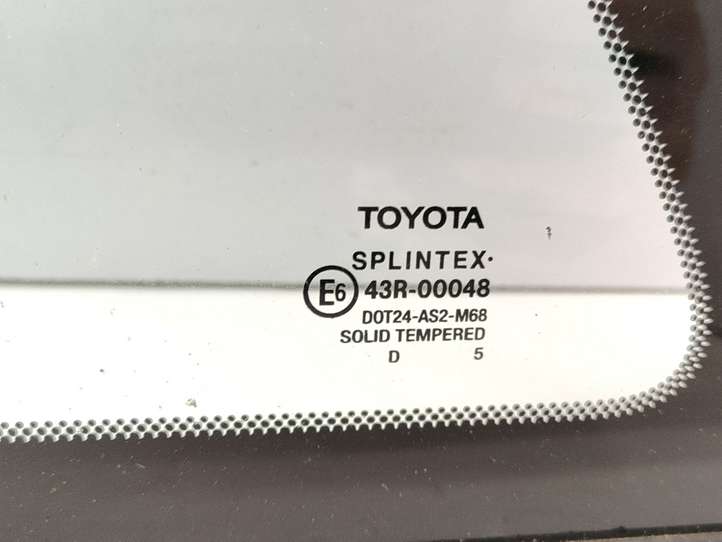 TOYOTA
SPLINTEX·
E6 43R-00048
DOT24-AS2-M68
SOLID TEMPERED
D 5